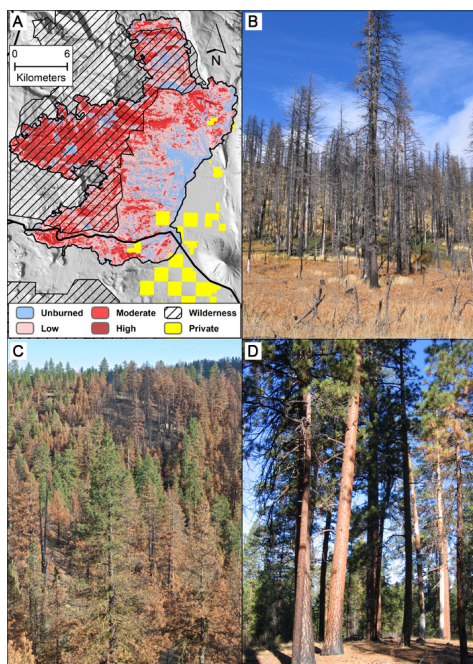 A
0 6
Kilometers
N
Unburned
Moderate
Wilderness
Low
High
Private
B
C
D